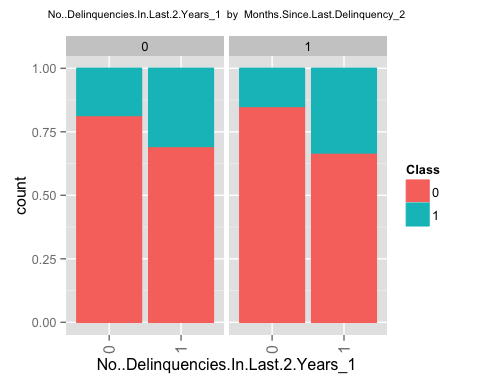 No..Delinquencies.In.Last.2.Years_1 by Months.Since.Last.Delinquency_2
0 1
1.00
0.75
0.50
0.25
0.00
count
0 1 0 1
No..Delinquencies.In.Last.2.Years_1
Class
0
1